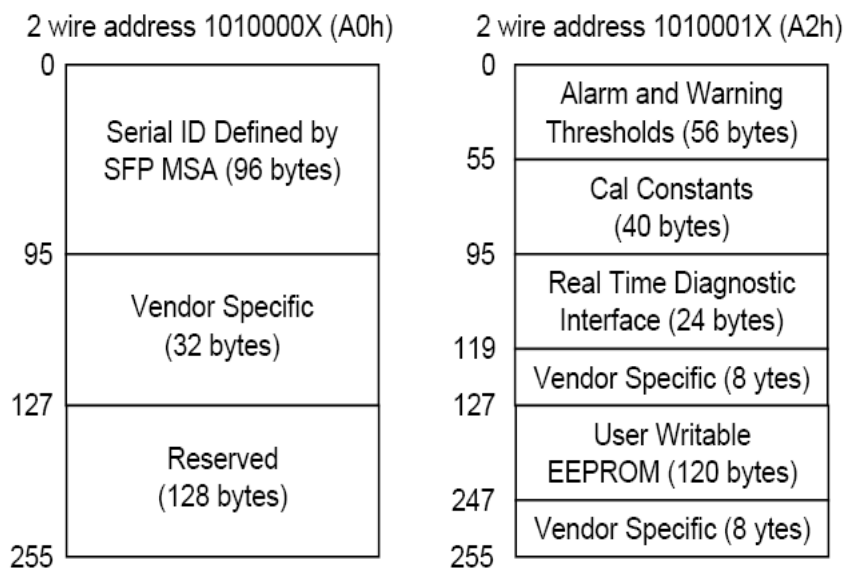 2 wire address 1010000X (A0h)
0
Serial ID Defined by
SFP MSA (96 bytes)
95
Vendor Specific
(32 bytes)
127
Reserved
(128 bytes)
255
2 wire address 1010001X (A2h)
0
Alarm and Warning
Thresholds (56 bytes)
55
Cal Constants
(40 bytes)
95
Real Time Diagnostic
Interface (24 bytes)
119
Vendor Specific (8 ytes)
127
User Writable
EEPROM (120 bytes)
247
Vendor Specific (8 ytes)
255